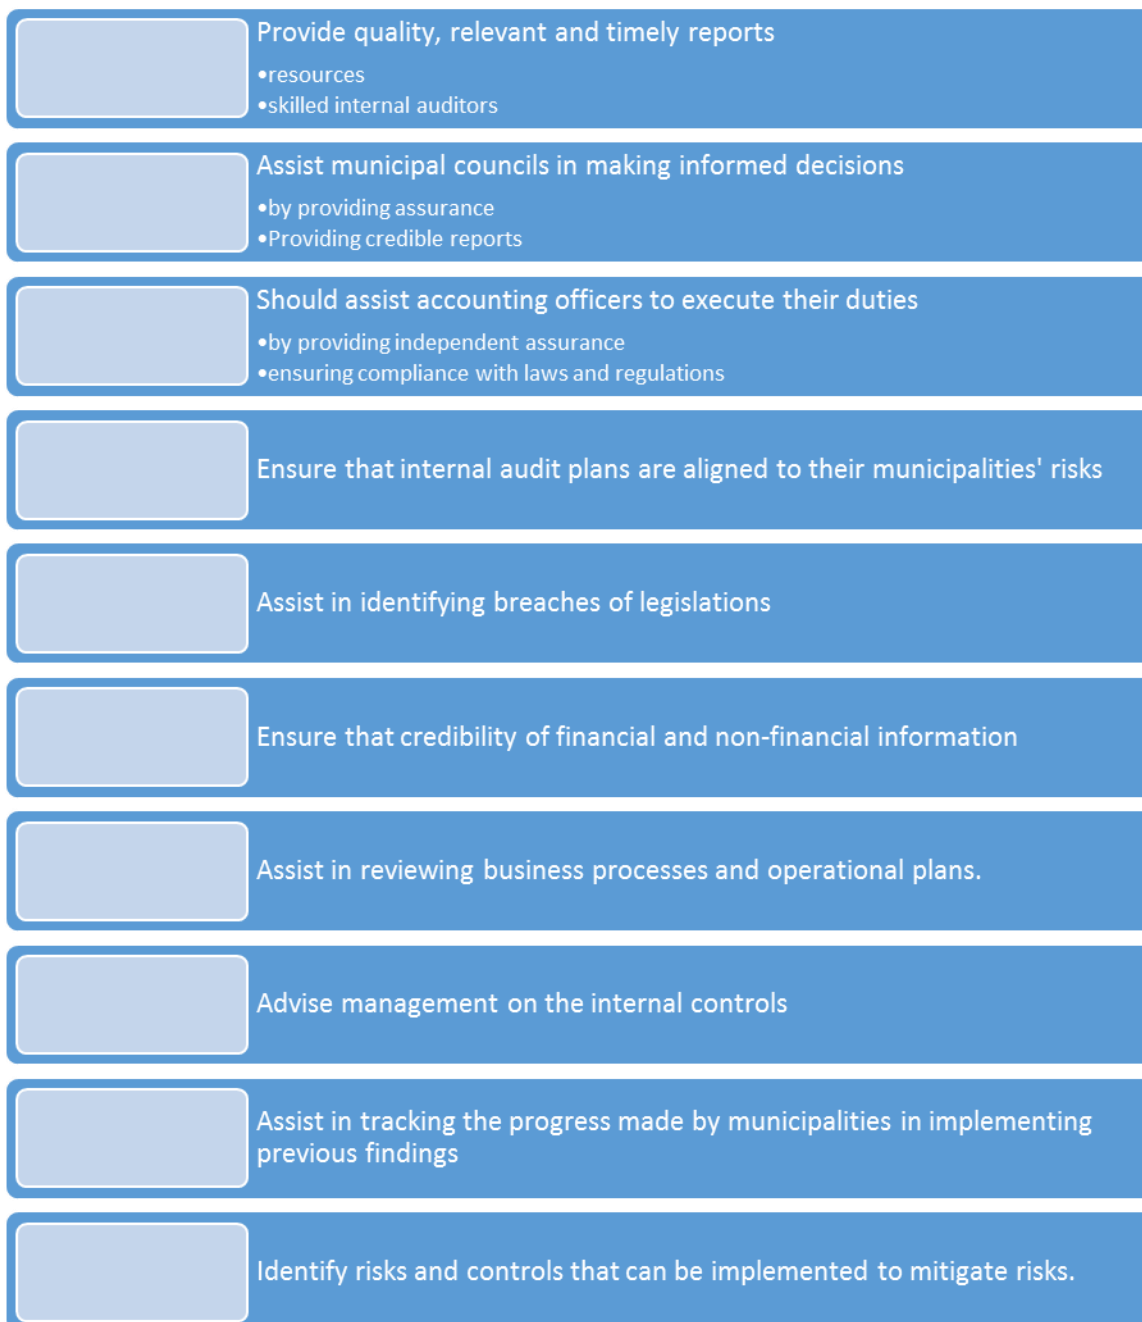 Provide quality, relevant and timely reports
•resources
•skilled internal auditors
Assist municipal councils in making informed decisions
•by providing assurance
•Providing credible reports
Should assist accounting officers to execute their duties
•by providing independent assurance
•ensuring compliance with laws and regulations
Ensure that internal audit plans are aligned to their municipalities' risks
Assist in identifying breaches of legislations
Ensure that credibility of financial and non-financial information
Assist in reviewing business processes and operational plans.
Advise management on the internal controls
Assist in tracking the progress made by municipalities in implementing
previous findings
Identify risks and controls that can be implemented to mitigate risks.